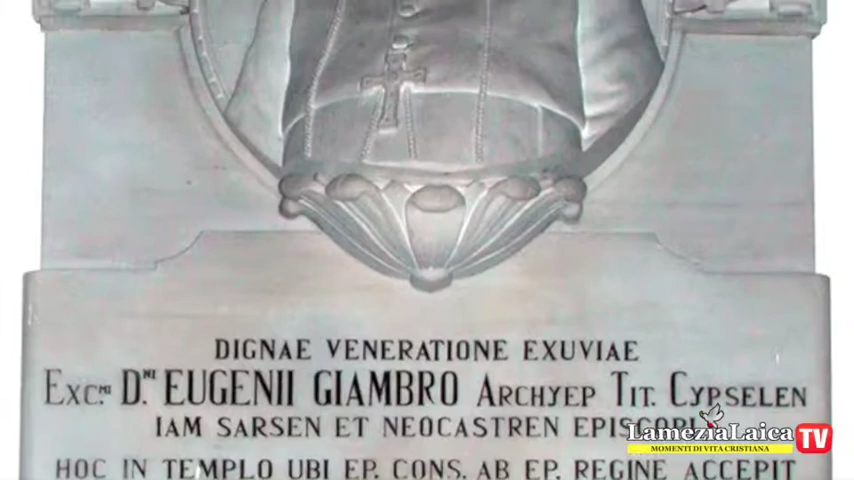 DIGNAE VENERATIONE EXUVIAE
EXC.MI D.NI EUGENII GIAMBRO ARCHYEP TIT. CYPSELEN
IAM SARSEN ET NEOCASTREN EPISCOPI
HOC IN TEMPLO UBI EP. CONS. AB EP. REGINE ACCEPIT
LameziaLaica TV
MOMENTI DI VITA CRISTIANA